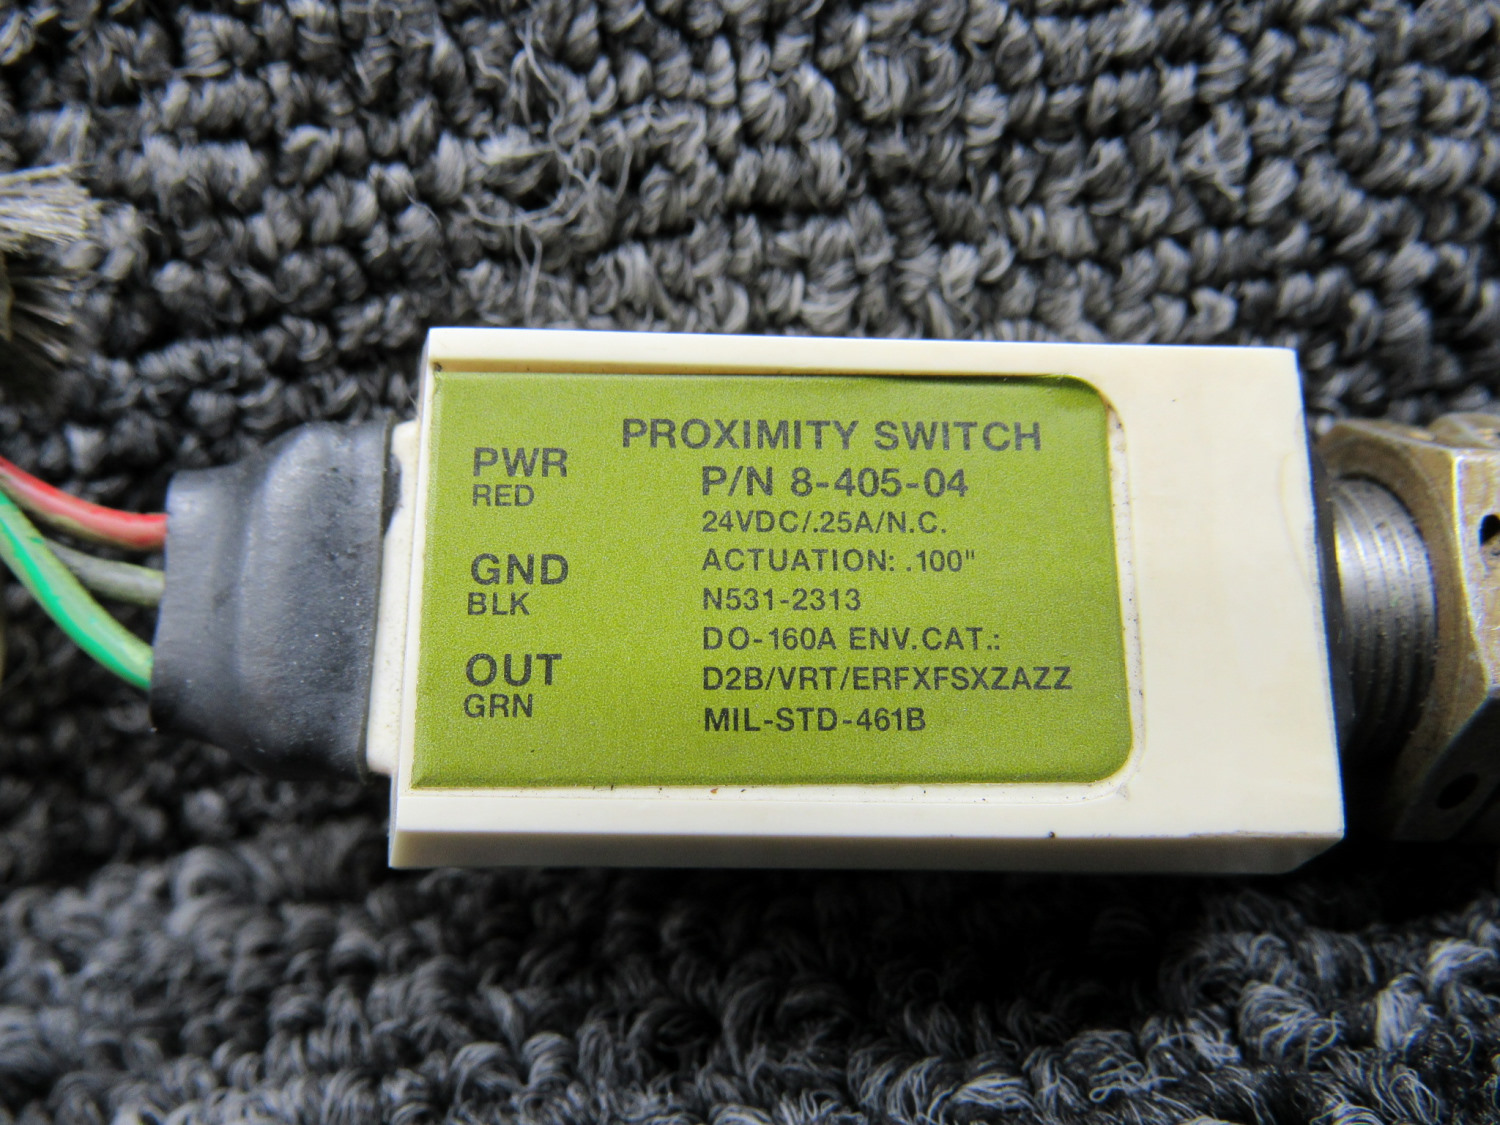 PROXIMITY SWITCH
P/N 8-405-04
24VDC/.25A/N.C.
ACTUATION: .100"
N531-2313
DO-160A ENV.CAT.:
D2B/VRT/ERFXFSXZAZZ
MIL-STD-461B
PWR
RED
GND
BLK
OUT
GRN